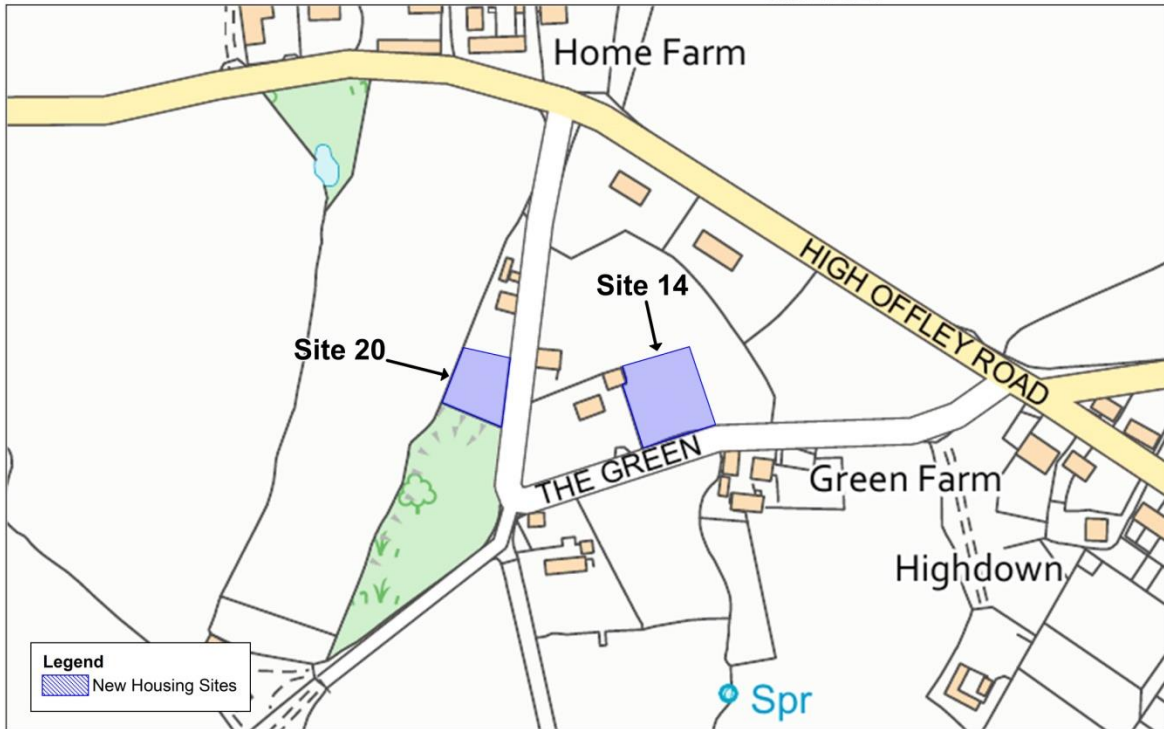 Home Farm
HIGH OFFLEY ROAD
Site 14
Site 20
THE GREEN
Green Farm
Highdown
Legend
New Housing Sites
Spr